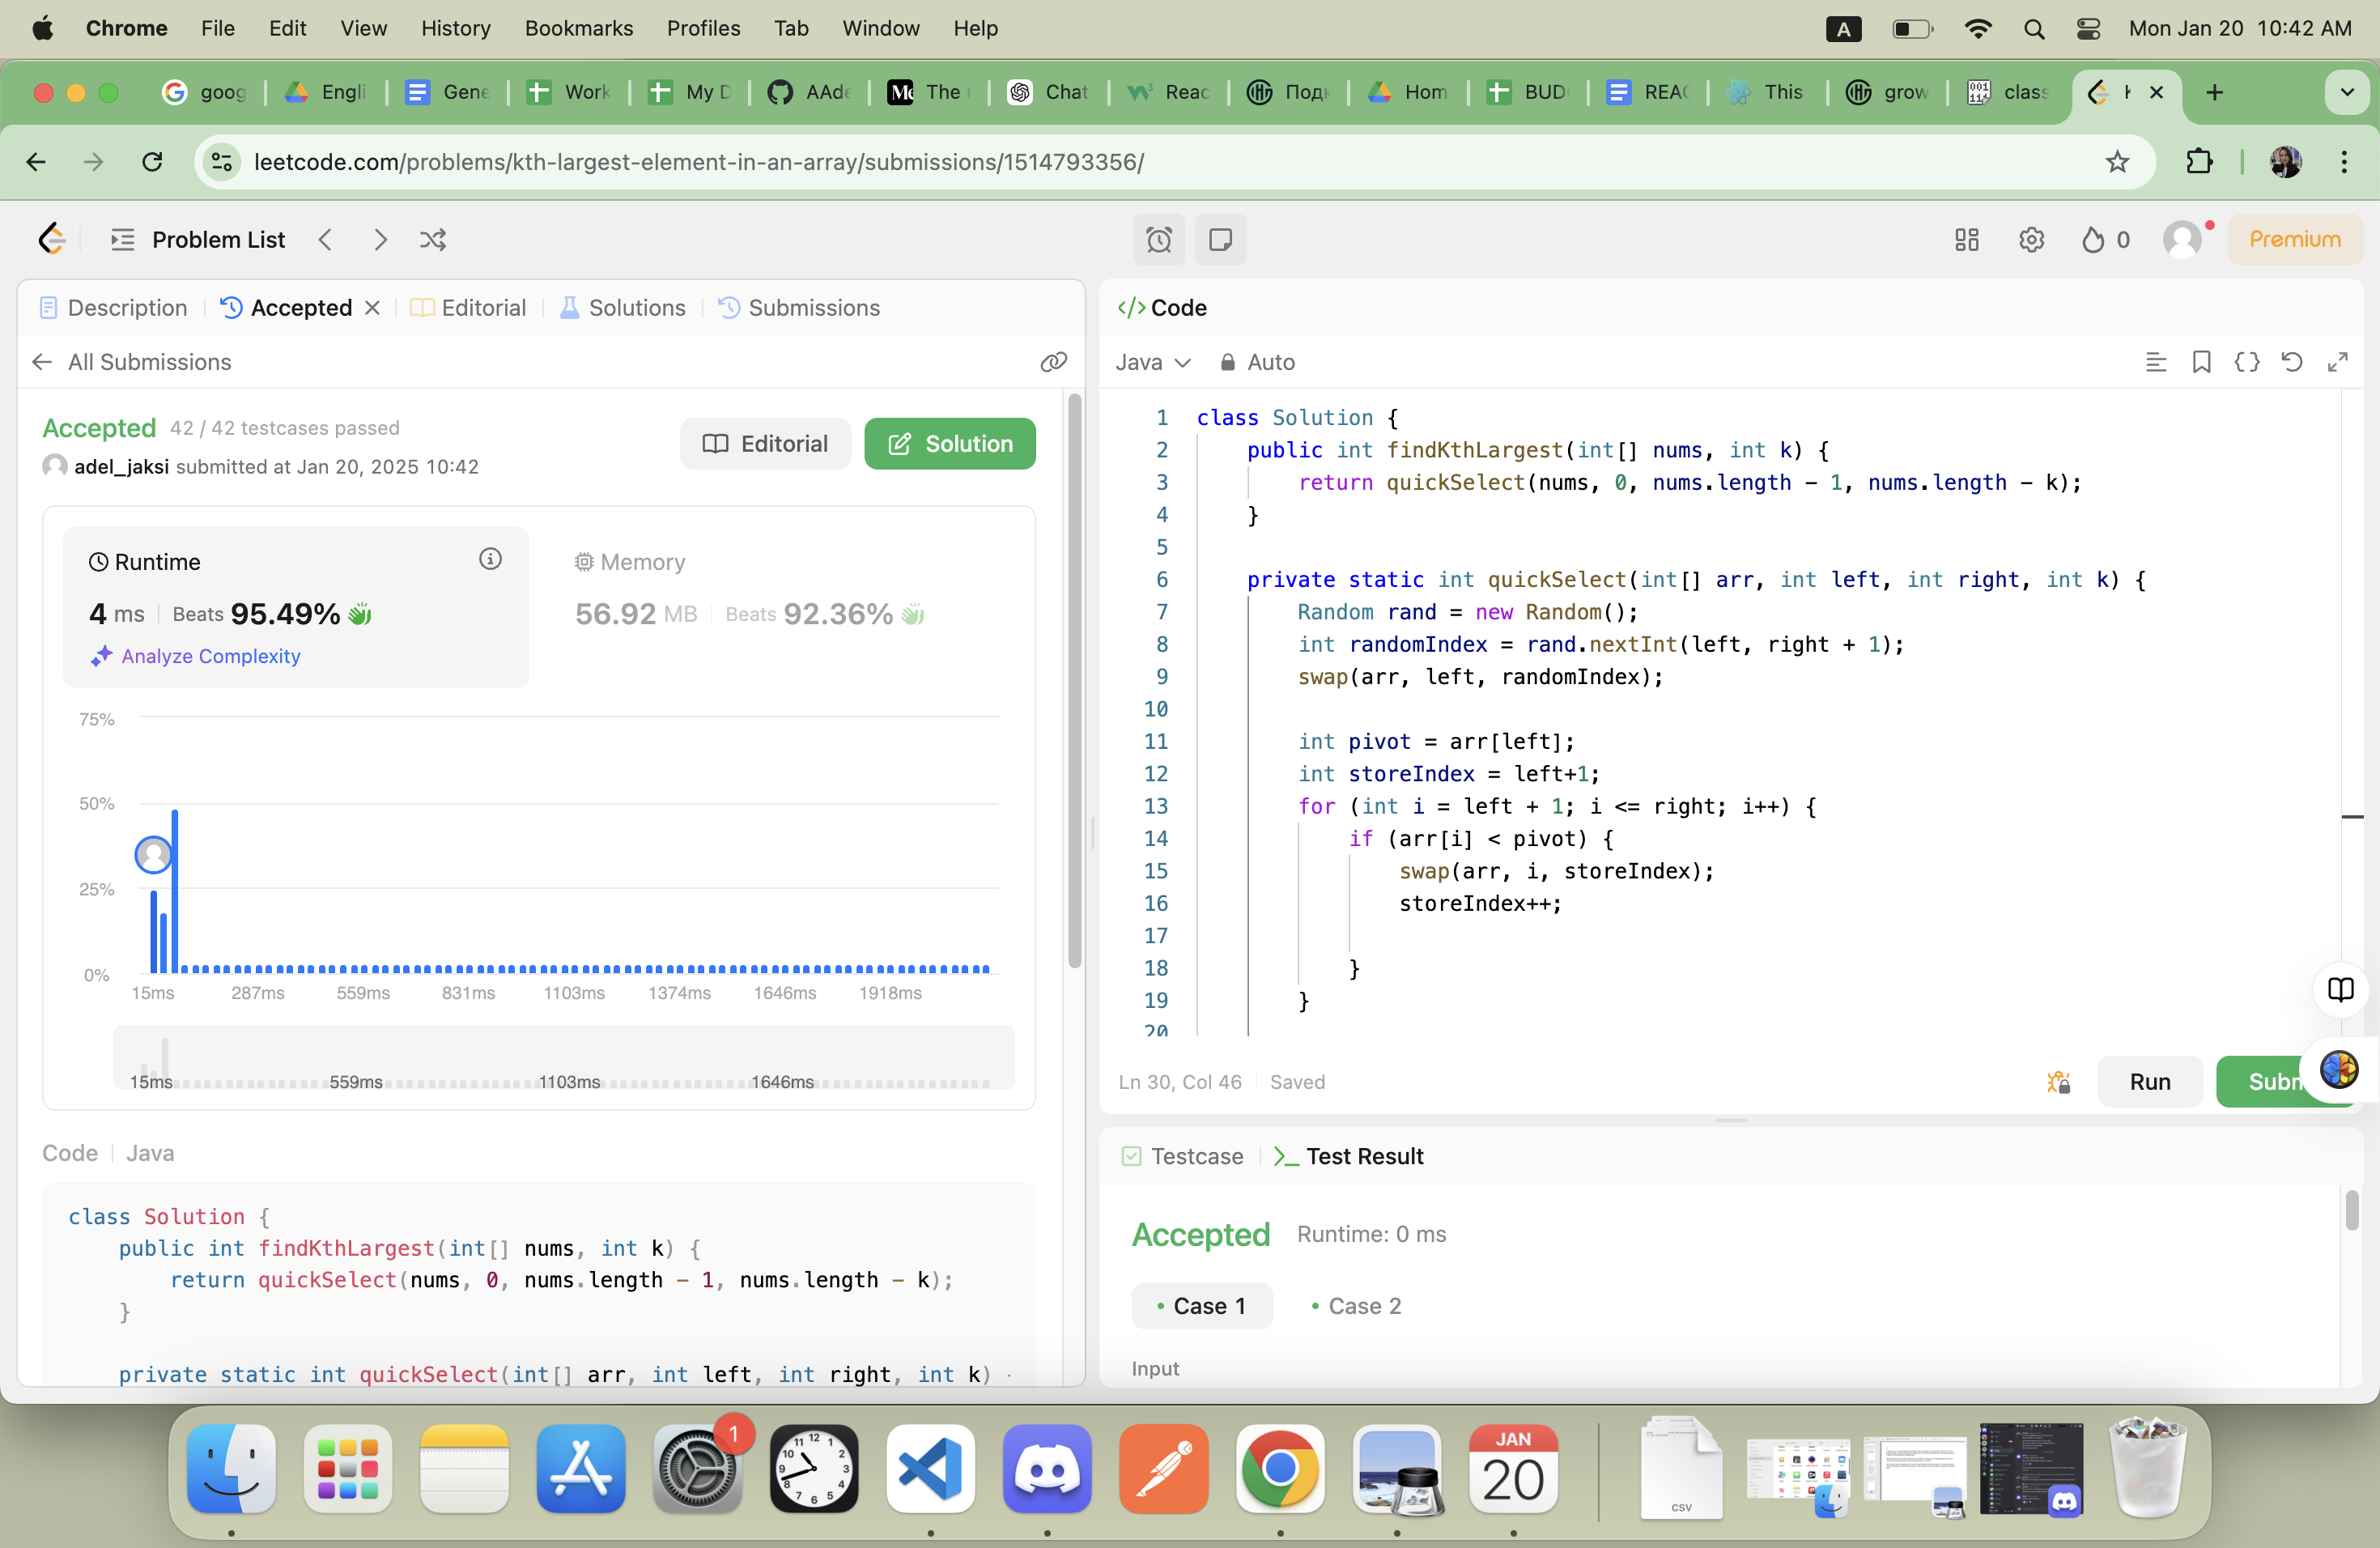 Chrome File Edit View History Bookmarks Profiles Tab Window Help A Mon Jan 20 10:42 AM
goog Engli Gene Work My D AAde The Chat Reac Подк Hom BUD REAC This grow class
leetcode.com/problems/kth-largest-element-in-an-array/submissions/1514793356/
Problem List 0 Premium
Description Accepted Editorial Solutions Submissions
All Submissions
Accepted 42 / 42 testcases passed
adel_jaksi submitted at Jan 20, 2025 10:42
Editorial Solution
Runtime
4 ms Beats 95.49%
Analyze Complexity
Memory
56.92 MB Beats 92.36%
75%
50%
25%
0%
15ms 287ms 559ms 831ms 1103ms 1374ms 1646ms 1918ms
15ms 559ms 1103ms 1646ms
Code Java
class Solution {
public int findKthLargest(int[] nums, int k) {
return quickSelect(nums, 0, nums.length - 1, nums.length - k);
}
private static int quickSelect(int[] arr, int left, int right, int k)
</> Code
Java Auto
1 class Solution {
2 public int findKthLargest(int[] nums, int k) {
3 return quickSelect(nums, 0, nums.length - 1, nums.length - k);
4 }
5
6 private static int quickSelect(int[] arr, int left, int right, int k) {
7 Random rand = new Random();
8 int randomIndex = rand.nextInt(left, right + 1);
9 swap(arr, left, randomIndex);
10
11 int pivot = arr[left];
12 int storeIndex = left+1;
13 for (int i = left + 1; i <= right; i++) {
14 if (arr[i] < pivot) {
15 swap(arr, i, storeIndex);
16 storeIndex++;
17
18 }
19 }
20
Ln 30, Col 46 Saved
Run Subm
Testcase >_ Test Result
Accepted Runtime: 0 ms
• Case 1 • Case 2
Input
1
JAN
20
CSV